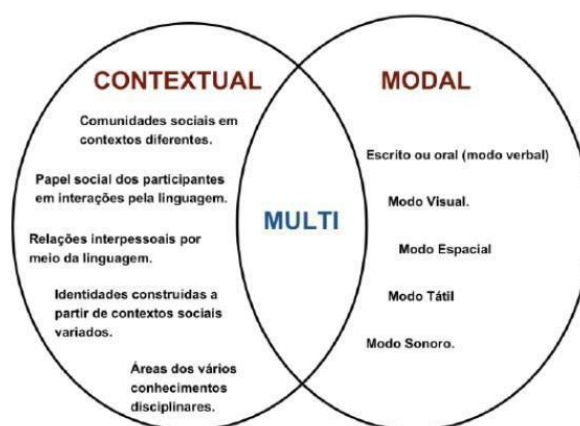 CONTEXTUAL
Comunidades sociais em
contextos diferentes.
Papel social dos participantes
em interações pela linguagem.
Relações interpessoais por
meio da linguagem.
Identidades construídas a
partir de contextos sociais
variados.
Áreas dos vários
conhecimentos
disciplinares.
MULTI
MODAL
Escrito ou oral (modo verbal)
Modo Visual.
Modo Espacial
Modo Tátil
Modo Sonoro.